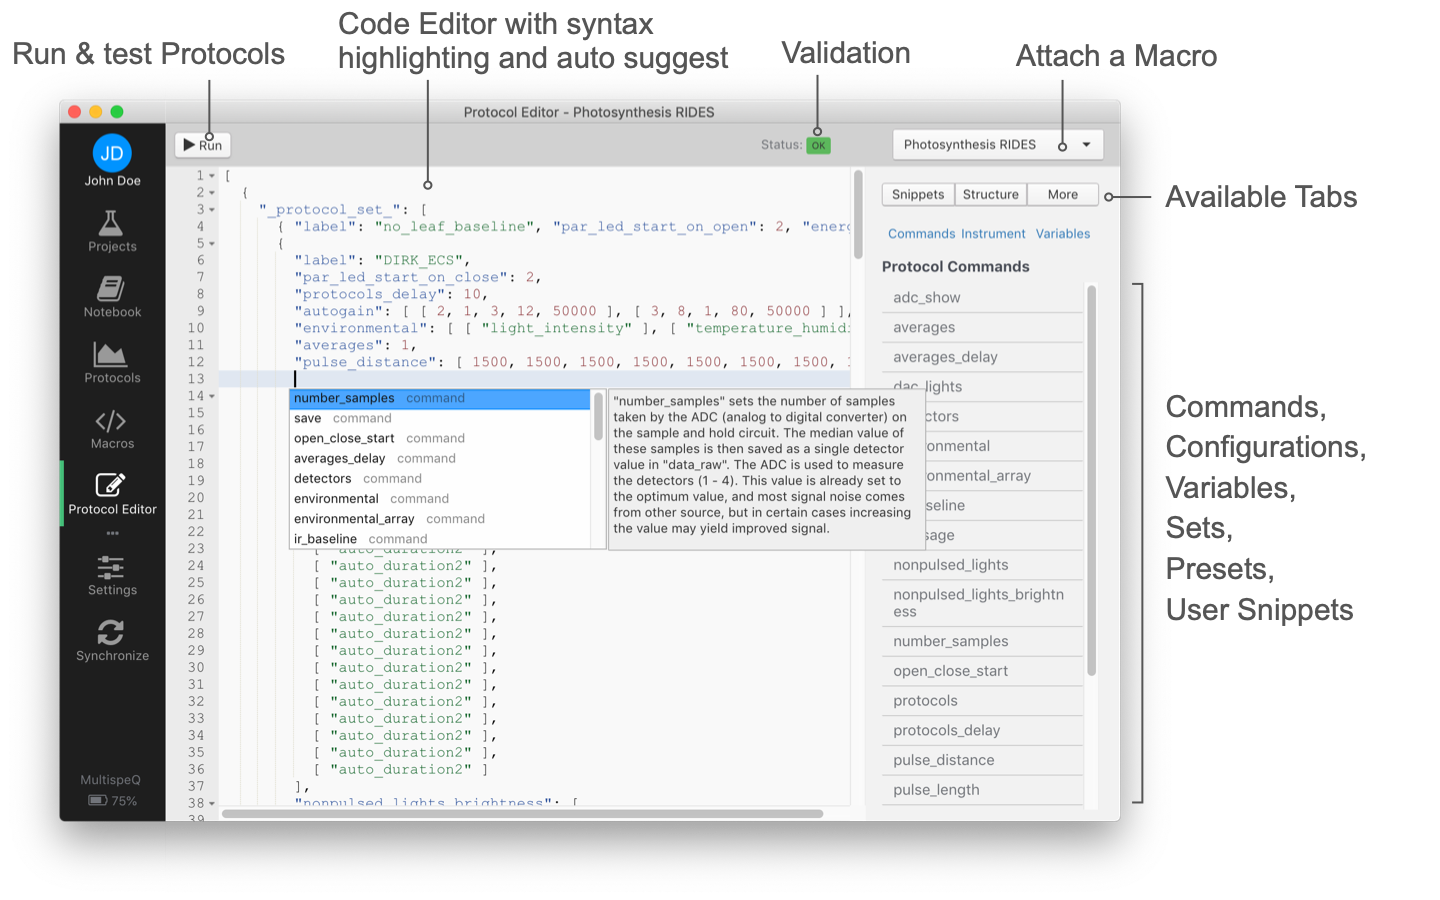 Run & test Protocols
Code Editor with syntax
highlighting and auto suggest
Validation
Attach a Macro
Protocol Editor - Photosynthesis RIDES
JD
John Doe
Projects
Notebook
Protocols
Macros
Protocol Editor
Settings
Synchronize
MultispeQ
75%
Run
Status: OK
Photosynthesis RIDES
1 [
2 {
3 "_protocol_set_": [
4 { "label": "no_leaf_baseline", "par_led_start_on_open": 2, "energ
5 {
6 "label": "DIRK_ECS",
7 "par_led_start_on_close": 2,
8 "protocols_delay": 10,
9 "autogain": [ [ 2, 1, 3, 12, 50000 ], [ 3, 8, 1, 80, 50000 ] ],
10 "environmental": [ [ "light_intensity" ], [ "temperature_humidi
11 "averages": 1,
12 "pulse_distance": [ 1500, 1500, 1500, 1500, 1500, 1500, 1500, 1
13
14
15
16
17
18
19
20
21
22
23 [ "auto_duration2" ],
24 [ "auto_duration2" ],
25 [ "auto_duration2" ],
26 [ "auto_duration2" ],
27 [ "auto_duration2" ],
28 [ "auto_duration2" ],
29 [ "auto_duration2" ],
30 [ "auto_duration2" ],
31 [ "auto_duration2" ],
32 [ "auto_duration2" ],
33 [ "auto_duration2" ],
34 [ "auto_duration2" ],
35 [ "auto_duration2" ],
36 [ "auto_duration2" ]
37 ],
38 "nonpulsed_lights_brightness": [
39
number_samples command
save command
open_close_start command
averages_delay command
detectors command
environmental command
environmental_array command
ir_baseline command
"number_samples" sets the number of samples
taken by the ADC (analog to digital converter) on
the sample and hold circuit. The median value of
these samples is then saved as a single detector
value in "data_raw". The ADC is used to measure
the detectors (1 - 4). This value is already set to
the optimum value, and most signal noise comes
from other source, but in certain cases increasing
the value may yield improved signal.
Snippets Structure More
Commands Instrument Variables
Protocol Commands
adc_show
averages
averages_delay
dac_lights
ctors
onmental
onmental_array
seline
sage
nonpulsed_lights
nonpulsed_lights_brightn
ess
number_samples
open_close_start
protocols
protocols_delay
pulse_distance
pulse_length
Available Tabs
Commands,
Configurations,
Variables,
Sets,
Presets,
User Snippets